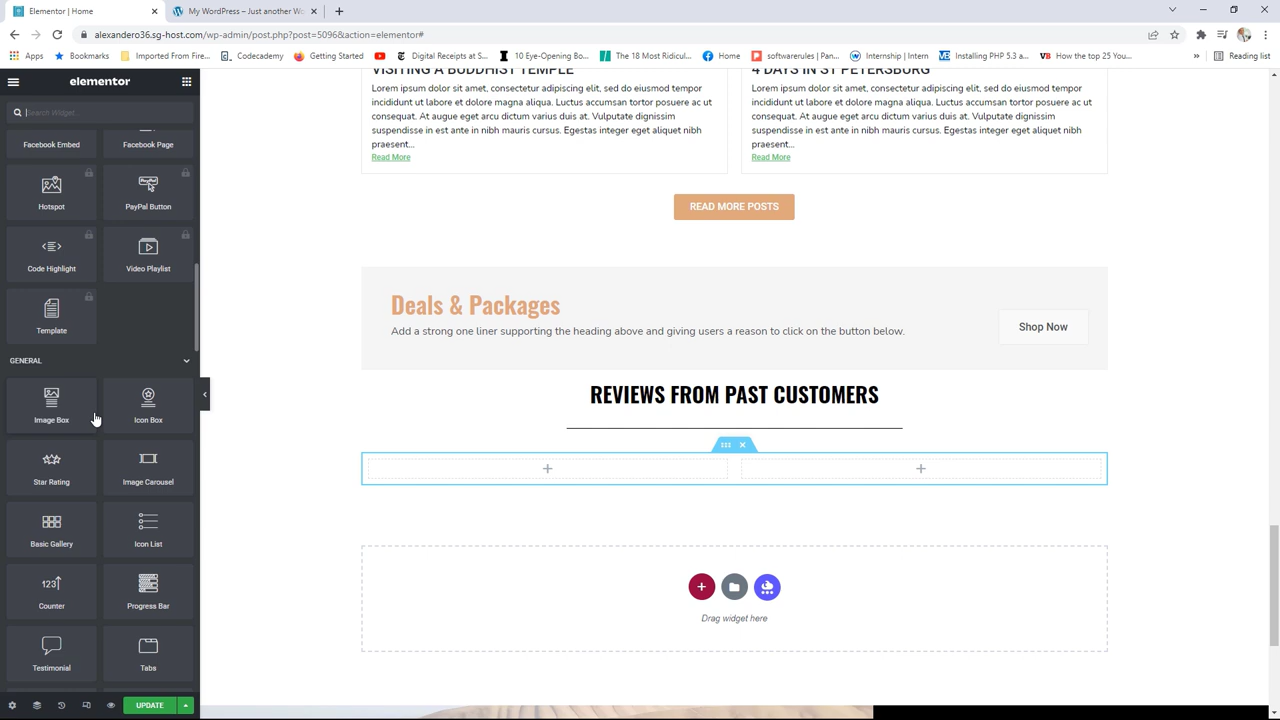 Elementor | Home
My WordPress – Just another Wo
alexandero36.sg-host.com/wp-admin/post.php?post=5096&action=elementor#
Apps
Bookmarks
Imported From Fire...
Codecademy
Getting Started
Digital Receipts at S...
10 Eye-Opening Bo...
The 18 Most Ridicul...
Home
softwarerules | Pan...
Internship | Intern
Installing PHP 5.3 a...
How the top 25 You...
»
Reading list
elementor
Search Widget...
Facebook Embed
Facebook Page
Hotspot
PayPal Button
Code Highlight
Video Playlist
Template
GENERAL
Image Box
Icon Box
Star Rating
Image Carousel
Basic Gallery
Icon List
Counter
Progress Bar
Testimonial
Tabs
UPDATE
VISITING A BUDDHIST TEMPLE
Lorem ipsum dolor sit amet, consectetur adipiscing elit, sed do eiusmod tempor
incididunt ut labore et dolore magna aliqua. Luctus accumsan tortor posuere ac ut
consequat. At augue dictum varius duis at. Vulputate dignissim
suspendisse in est ante in nibh mauris cursus. Egestas integer eget aliquet nibh
praesent...
Read More
4 DAYS IN ST PETERSBURG
Lorem ipsum dolor sit amet, consectetur adipiscing elit, sed do eiusmod tempor
incididunt ut labore et dolore magna aliqua. Luctus accumsan tortor posuere ac ut
consequat. At augue dictum varius duis at. Vulputate dignissim
suspendisse in est ante in nibh mauris cursus. Egestas integer eget aliquet nibh
praesent...
Read More
READ MORE POSTS
Deals & Packages
Add a strong one liner supporting the heading above and giving users a reason to click on the button below.
Shop Now
REVIEWS FROM PAST CUSTOMERS
Drag widget here